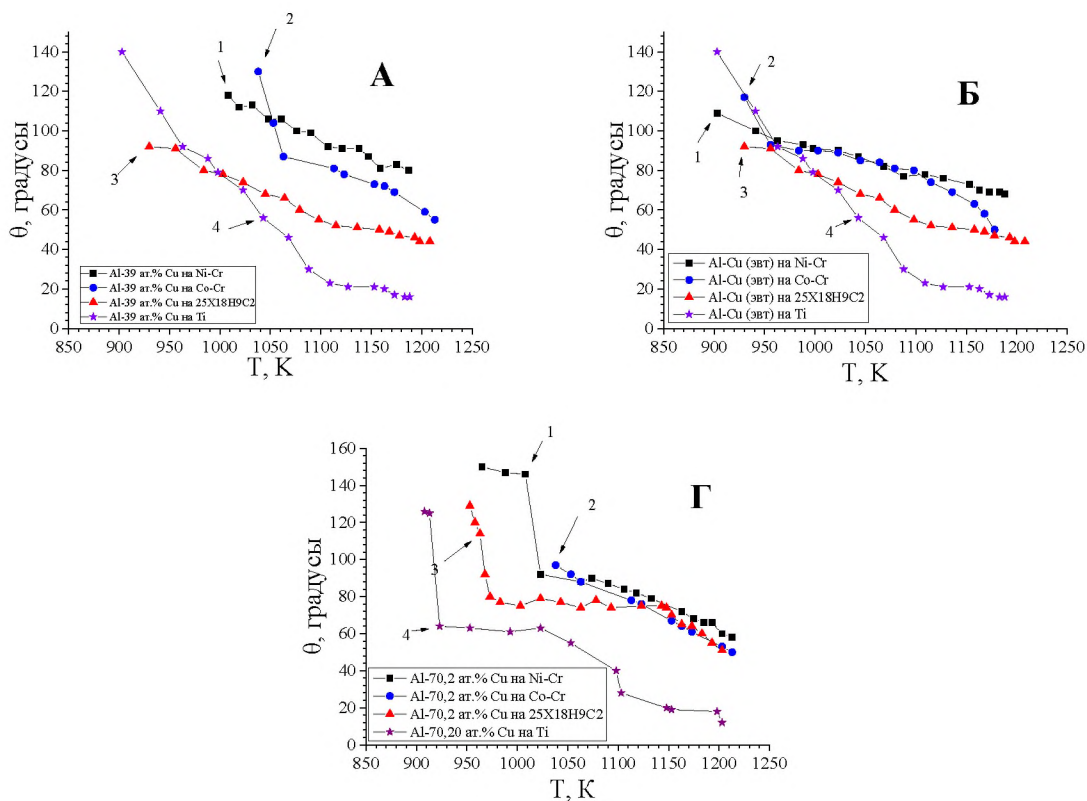 А
θ, градусы
140
120
100
80
60
40
20
0
850 900 950 1000 1050 1100 1150 1200 1250
T, K
1
2
3
4
Al-39 ат.% Cu на Ni-Cr
Al-39 ат.% Cu на Co-Cr
Al-39 ат.% Cu на 25Х18Н9С2
Al-39 ат.% Cu на Ti
Б
θ, градусы
140
120
100
80
60
40
20
0
850 900 950 1000 1050 1100 1150 1200 1250
T, K
1
2
3
4
Al-Cu (эвт) на Ni-Cr
Al-Cu (эвт) на Co-Cr
Al-Cu (эвт) на 25Х18Н9С2
Al-Cu (эвт) на Ti
Г
θ, градусы
160
140
120
100
80
60
40
20
0
850 900 950 1000 1050 1100 1150 1200 1250
T, K
1
2
3
4
Al-70,2 ат.% Cu на Ni-Cr
Al-70,2 ат.% Cu на Co-Cr
Al-70,2 ат.% Cu на 25Х18Н9С2
Al-70,20 ат.% Cu на Ti